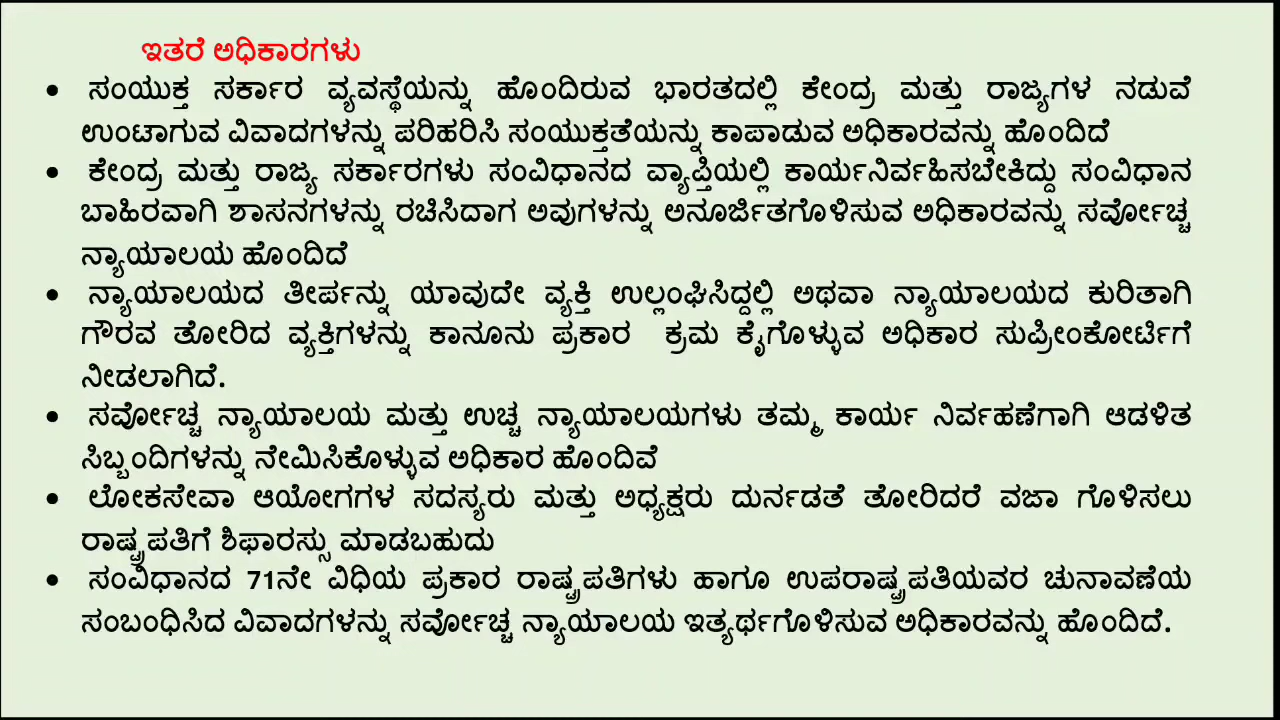 ಇತರೆ ಅಧಿಕಾರಗಳು
• ಸಂಯುಕ್ತ ಸರ್ಕಾರ ವ್ಯವಸ್ಥೆಯನ್ನು ಹೊಂದಿರುವ ಭಾರತದಲ್ಲಿ ಕೇಂದ್ರ ಮತ್ತು ರಾಜ್ಯಗಳ ನಡುವೆ
ಉಂಟಾಗುವ ವಿವಾದಗಳನ್ನು ಪರಿಹರಿಸಿ ಸಂಯುಕ್ತತೆಯನ್ನು ಕಾಪಾಡುವ ಅಧಿಕಾರವನ್ನು ಹೊಂದಿದೆ
• ಕೇಂದ್ರ ಮತ್ತು ರಾಜ್ಯ ಸರ್ಕಾರಗಳು ಸಂವಿಧಾನದ ವ್ಯಾಪ್ತಿಯಲ್ಲಿ ಕಾರ್ಯನಿರ್ವಹಿಸಬೇಕಿದ್ದು ಸಂವಿಧಾನ
ಬಾಹಿರವಾಗಿ ಶಾಸನಗಳನ್ನು ರಚಿಸಿದಾಗ ಅವುಗಳನ್ನು ಅನೂರ್ಜಿತಗೊಳಿಸುವ ಅಧಿಕಾರವನ್ನು ಸರ್ವೋಚ್ಚ
ನ್ಯಾಯಾಲಯ ಹೊಂದಿದೆ
• ನ್ಯಾಯಾಲಯದ ತೀರ್ಪನ್ನು ಯಾವುದೇ ವ್ಯಕ್ತಿ ಉಲ್ಲಂಘಿಸಿದ್ದಲ್ಲಿ ಅಥವಾ ನ್ಯಾಯಾಲಯದ ಕುರಿತಾಗಿ
ಗೌರವ ತೋರಿದ ವ್ಯಕ್ತಿಗಳನ್ನು ಕಾನೂನು ಪ್ರಕಾರ ಕ್ರಮ ಕೈಗೊಳ್ಳುವ ಅಧಿಕಾರ ಸುಪ್ರೀಂಕೋರ್ಟಿಗೆ
ನೀಡಲಾಗಿದೆ.
• ಸರ್ವೋಚ್ಚ ನ್ಯಾಯಾಲಯ ಮತ್ತು ಉಚ್ಚ ನ್ಯಾಯಾಲಯಗಳು ತಮ್ಮ ಕಾರ್ಯ ನಿರ್ವಹಣೆಗಾಗಿ ಆಡಳಿತ
ಸಿಬ್ಬಂದಿಗಳನ್ನು ನೇಮಿಸಿಕೊಳ್ಳುವ ಅಧಿಕಾರ ಹೊಂದಿವೆ
• ಲೋಕಸೇವಾ ಆಯೋಗಗಳ ಸದಸ್ಯರು ಮತ್ತು ಅಧ್ಯಕ್ಷರು ದುರ್ನಡತೆ ತೋರಿದರೆ ವಜಾ ಗೊಳಿಸಲು
ರಾಷ್ಟ್ರಪತಿಗೆ ಶಿಫಾರಸ್ಸು ಮಾಡಬಹುದು
• ಸಂವಿಧಾನದ 71ನೇ ವಿಧಿಯ ಪ್ರಕಾರ ರಾಷ್ಟ್ರಪತಿಗಳು ಹಾಗೂ ಉಪರಾಷ್ಟ್ರಪತಿಯವರ ಚುನಾವಣೆಯ
ಸಂಬಂಧಿಸಿದ ವಿವಾದಗಳನ್ನು ಸರ್ವೋಚ್ಚ ನ್ಯಾಯಾಲಯ ಇತ್ಯರ್ಥಗೊಳಿಸುವ ಅಧಿಕಾರವನ್ನು ಹೊಂದಿದೆ.